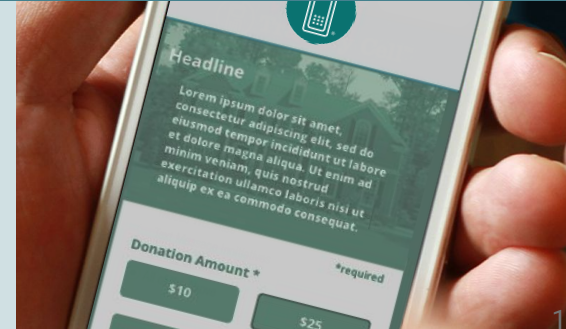 Headline
Lorem ipsum dolor sit amet,
consectetur adipiscing elit, sed do
eiusmod tempor incididunt ut labore
et dolore magna aliqua. Ut enim ad
minim veniam, quis nostrud
exercitation ullamco laboris nisi ut
aliquip ex ea commodo consequat.
Donation Amount *
*required
$10
$25
1